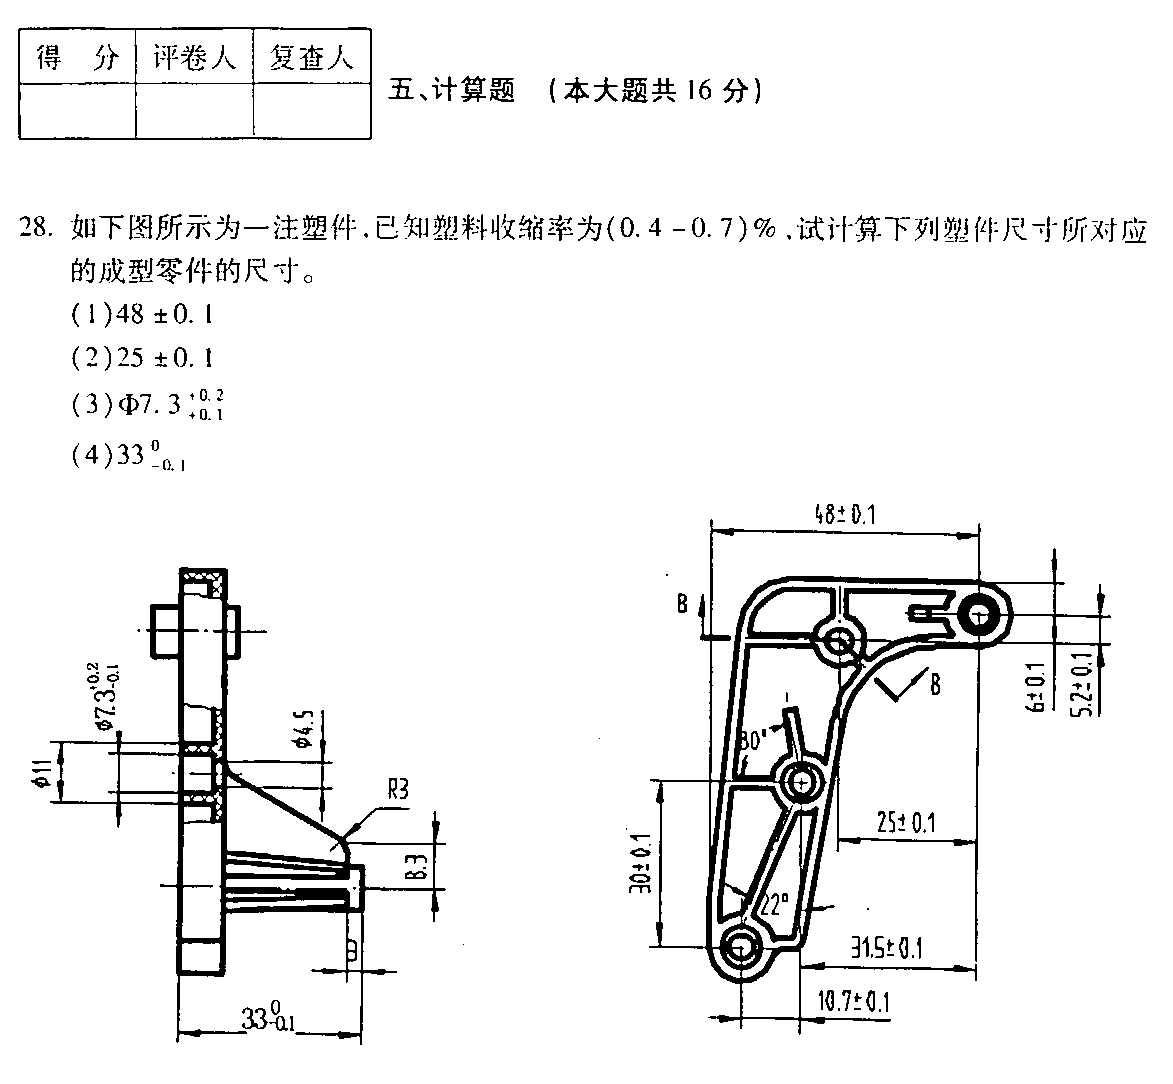 得 分 评卷人 复查人
五、计算题 (本大题共16分)
28. 如下图所示为一注塑件,已知塑料收缩率为(0.4-0.7)%,试计算下列塑件尺寸所对应
的成型零件的尺寸。
(1)48±0.1
(2)25±0.1
(3)Φ7.3 +0.2 +0.1
(4)33 0 -0.1
48±0.1
B
B
6±0.1
5.2±0.1
Φ7.3 +0.2 -0.1
Φ4.5
Φ11
R3
30°
25±0.1
8.3
30±0.1
22°
31.5±0.1
10.7±0.1
33 0 -0.1